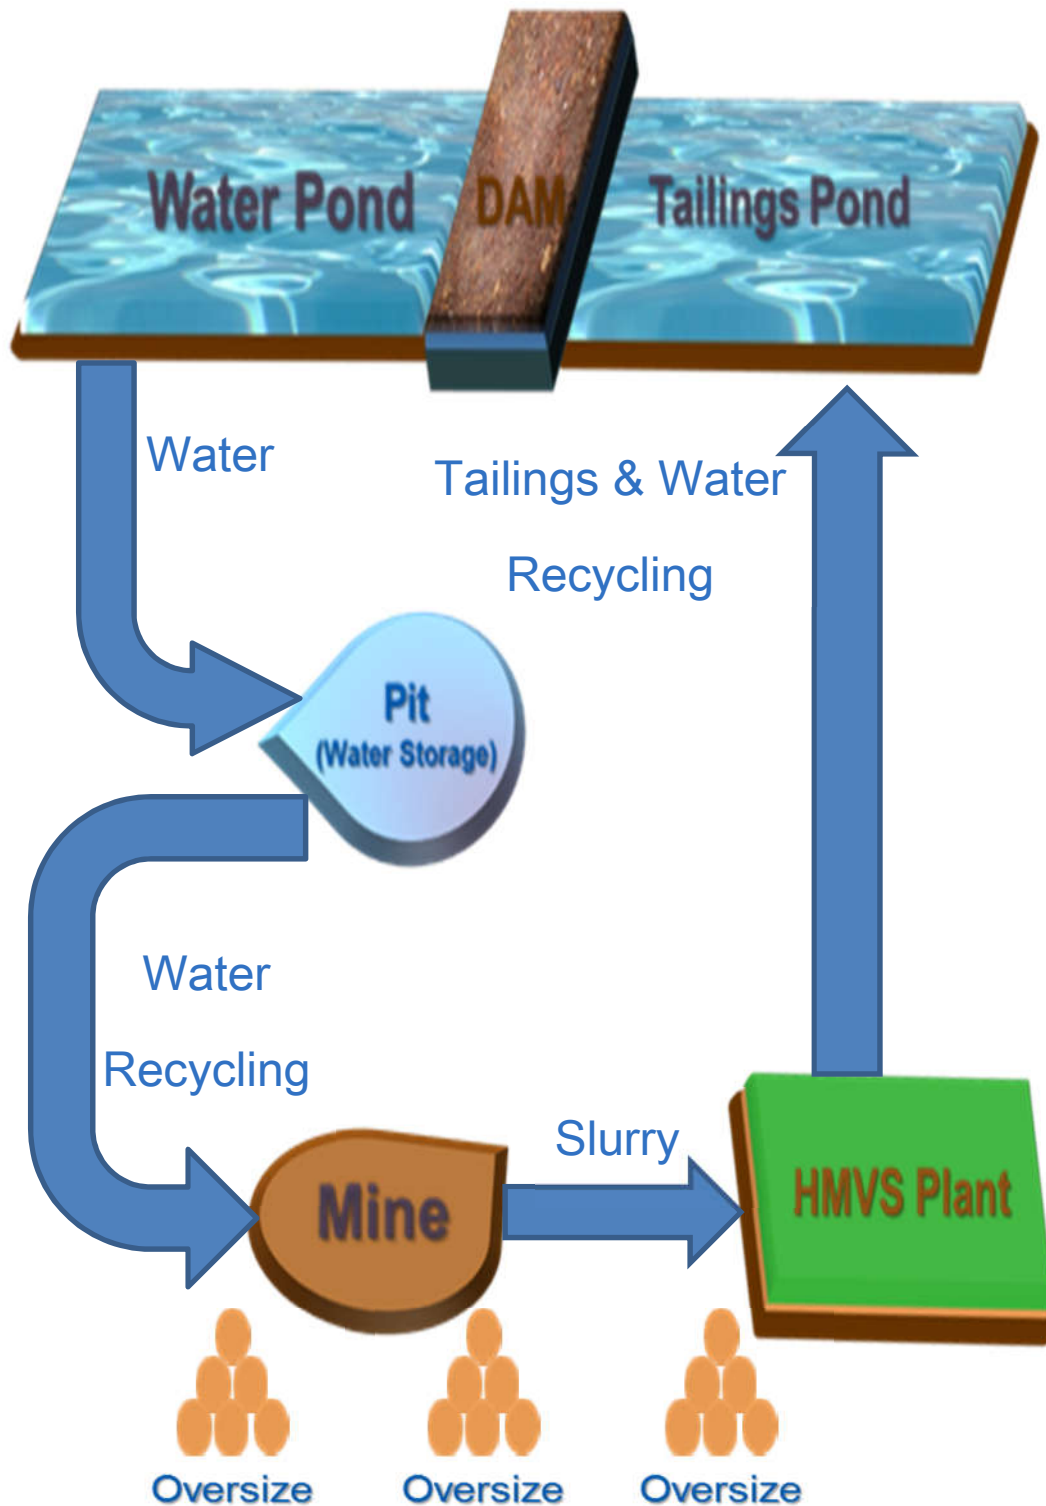 Water Pond
DAM
Tailings Pond
Water
Tailings & Water
Recycling
Pit
(Water Storage)
Water
Recycling
Slurry
Mine
HMVS Plant
Oversize
Oversize
Oversize